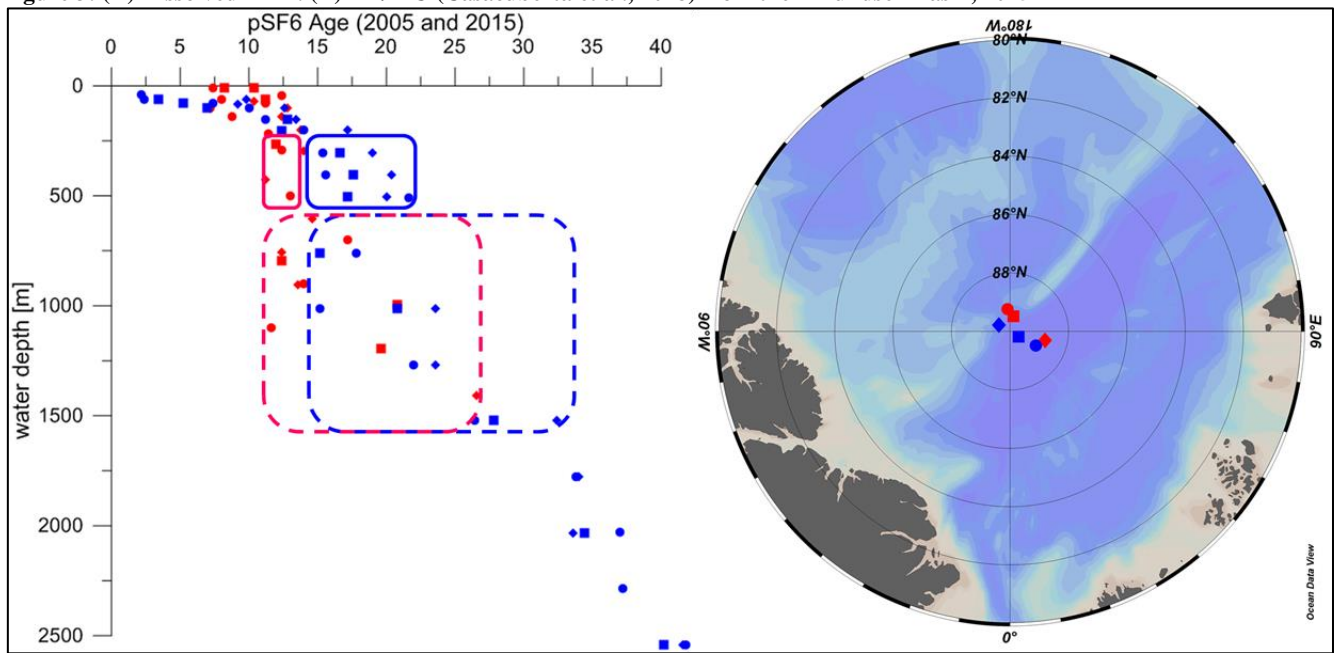 pSF6 Age (2005 and 2015)
0 5 10 15 20 25 30 35 40
0
500
1000
1500
2000
2500
water depth [m]
180°W
80°N
82°N
84°N
86°N
88°N
90°W
90°E
0°
Ocean Data View